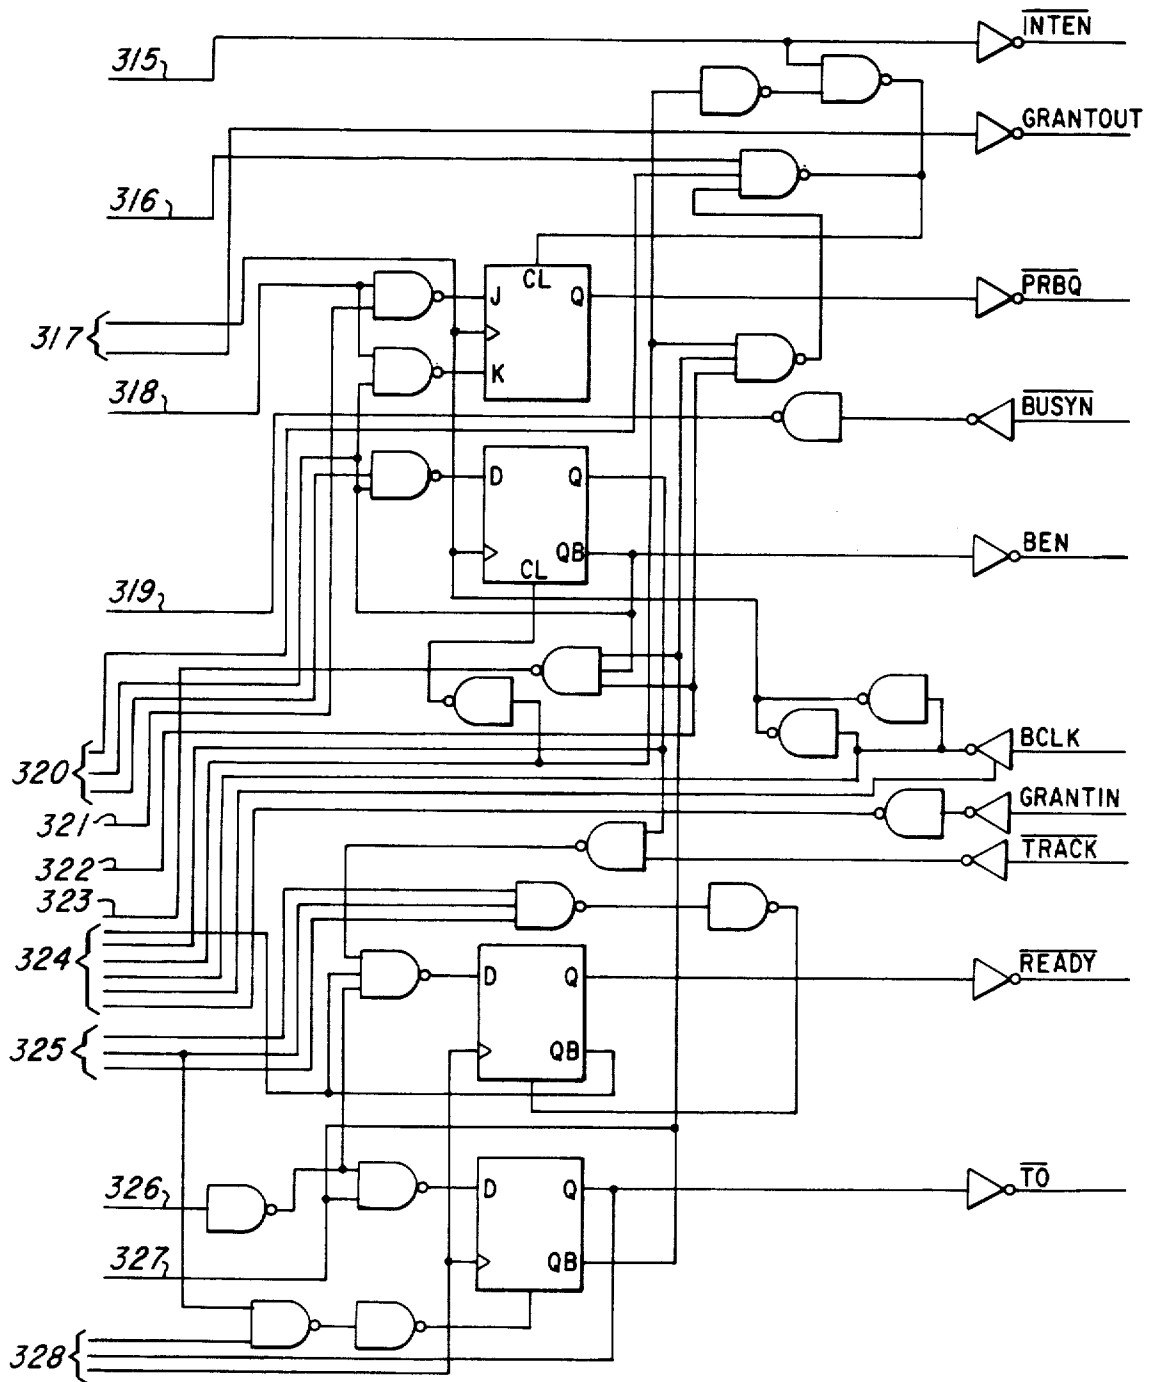 INTEN
315
GRANTOUT
316
CL
J Q
PRBQ
317
K
318
BUSYN
D Q
QB
BEN
CL
319
320
BCLK
321
GRANTIN
322
TRACK
323
324
D Q
READY
325
QB
326
D Q
TO
327
QB
328